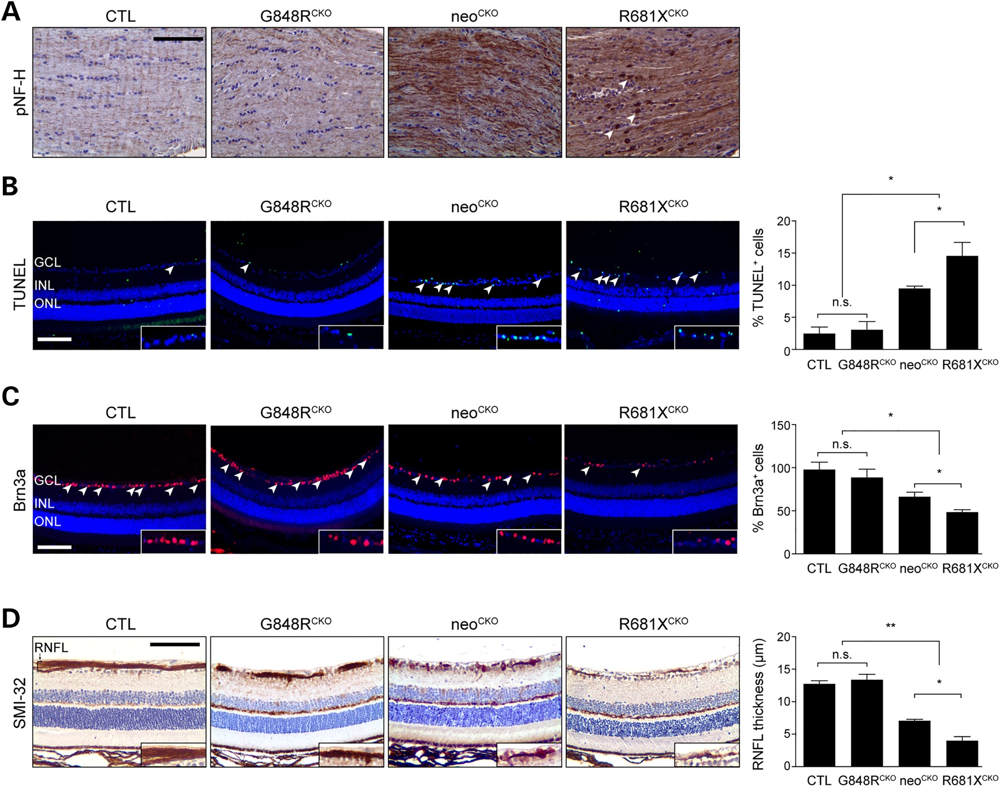 A
CTL G848R^CKO neo^CKO R681X^CKO
pNF-H
B
CTL G848R^CKO neo^CKO R681X^CKO
TUNEL
GCL
INL
ONL
% TUNEL⁺ cells
20
15
10
5
0
*
*
n.s.
CTL G848R^CKO neo^CKO R681X^CKO
C
CTL G848R^CKO neo^CKO R681X^CKO
Brn3a
GCL
INL
ONL
% Brn3a⁺ cells
150
100
50
0
*
n.s.
*
CTL G848R^CKO neo^CKO R681X^CKO
D
CTL G848R^CKO neo^CKO R681X^CKO
SMI-32
RNFL
RNFL thickness (µm)
20
15
10
5
0
**
n.s.
*
CTL G848R^CKO neo^CKO R681X^CKO